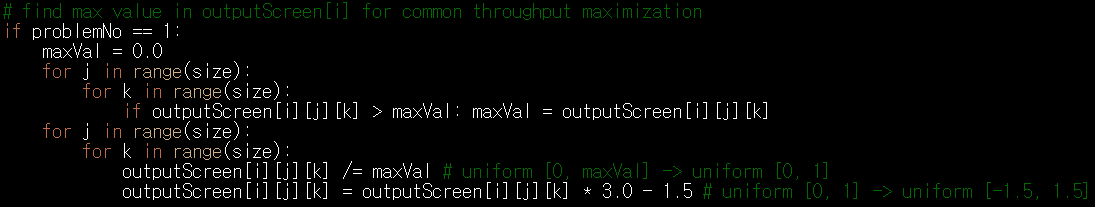 # find max value in outputScreen[i] for common throughput maximization
if problemNo == 1:
    maxVal = 0.0
    for j in range(size):
        for k in range(size):
            if outputScreen[i][j][k] > maxVal: maxVal = outputScreen[i][j][k]
    for j in range(size):
        for k in range(size):
            outputScreen[i][j][k] /= maxVal # uniform [0, maxVal] -> uniform [0, 1]
            outputScreen[i][j][k] = outputScreen[i][j][k] * 3.0 - 1.5 # uniform [0, 1] -> uniform [-1.5, 1.5]